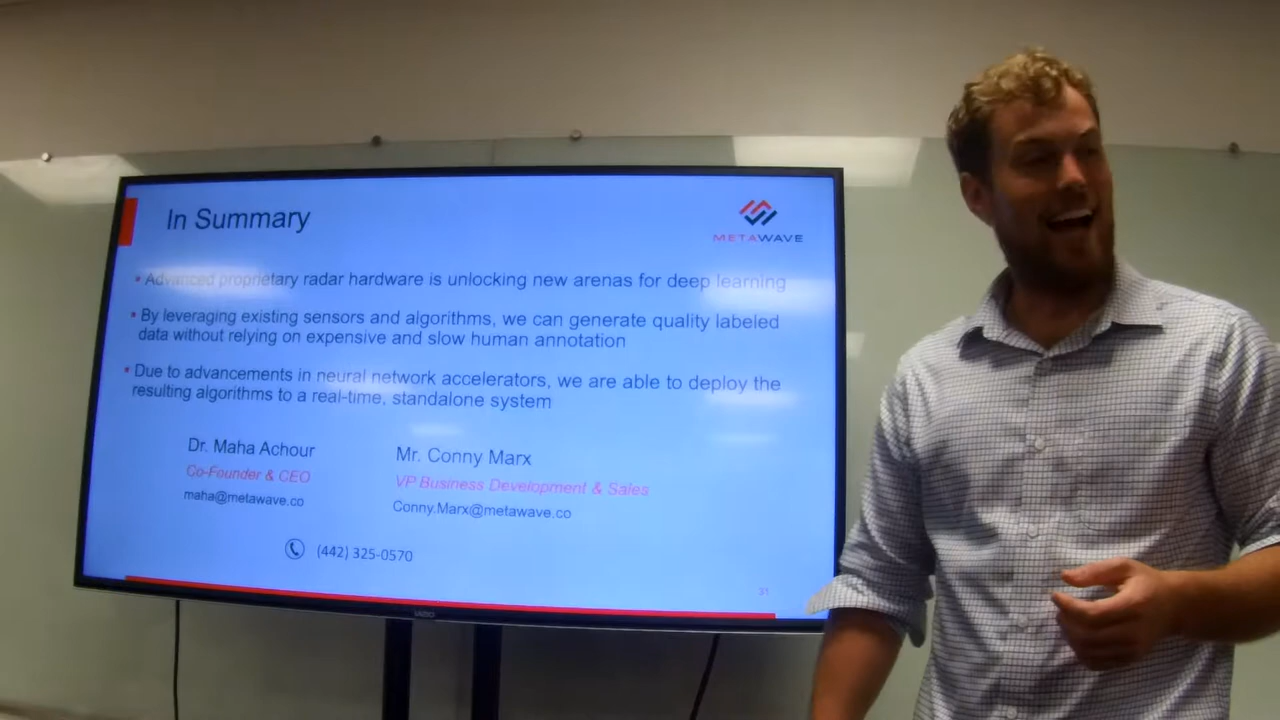 In Summary
METAWAVE
▪ Advanced proprietary radar hardware is unlocking new arenas for deep learning
▪ By leveraging existing sensors and algorithms, we can generate quality labeled
data without relying on expensive and slow human annotation
▪ Due to advancements in neural network accelerators, we are able to deploy the
resulting algorithms to a real-time, standalone system
Dr. Maha Achour
Co-Founder & CEO
maha@metawave.co
Mr. Conny Marx
VP Business Development & Sales
Conny.Marx@metawave.co
(442) 325-0570
31
VIZIO